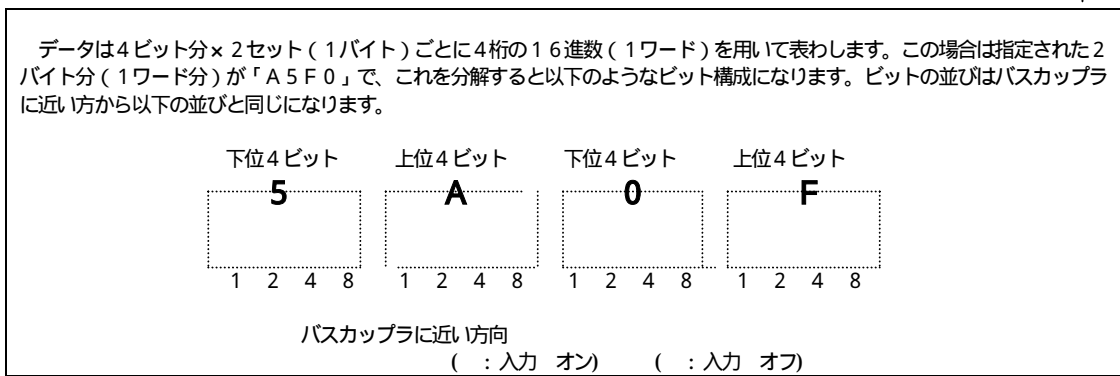 データは４ビット分×２セット（１バイト）ごとに４桁の１６進数（１ワード）を用いて表わします。この場合は指定された２
バイト分（１ワード分）が「Ａ５Ｆ０」で、これを分解すると以下のようなビット構成になります。ビットの並びはバスカップラ
に近い方から以下の並びと同じになります。
下位４ビット 上位４ビット 下位４ビット 上位４ビット
5 A 0 F
1 2 4 8 1 2 4 8 1 2 4 8 1 2 4 8
バスカップラに近い方向
( ：入力 オン) ( ：入力 オフ)